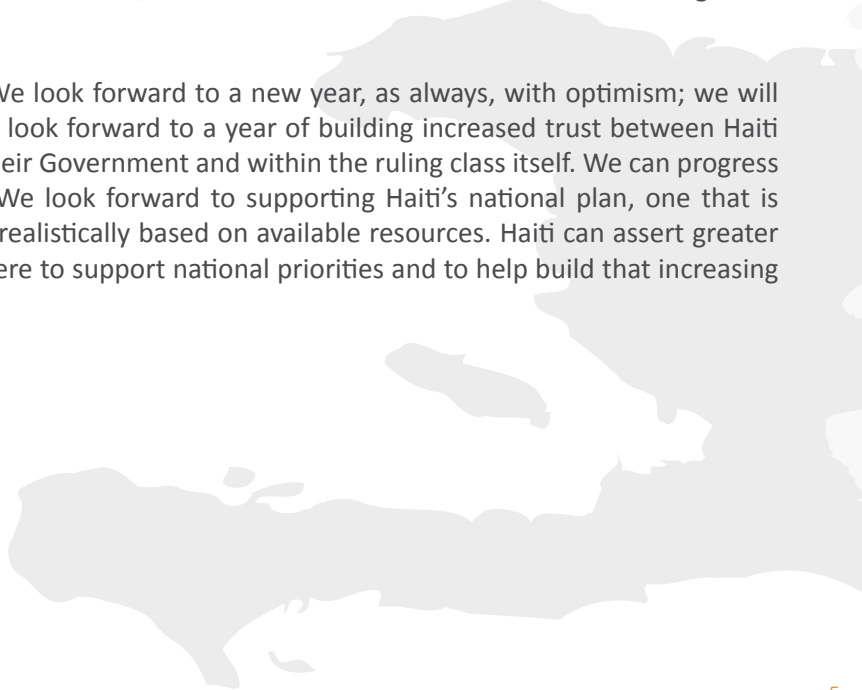 We look forward to a new year, as always, with optimism; we will
look forward to a year of building increased trust between Haiti
eir Government and within the ruling class itself. We can progress
We look forward to supporting Haiti's national plan, one that is
realistically based on available resources. Haiti can assert greater
ere to support national priorities and to help build that increasing